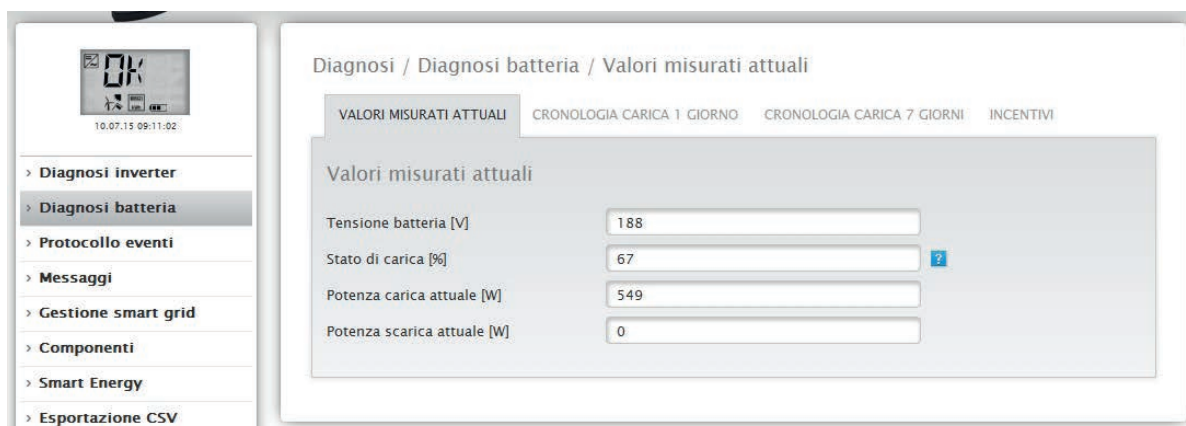 OK
10.07.15 09:11:02
› Diagnosi inverter
› Diagnosi batteria
› Protocollo eventi
› Messaggi
› Gestione smart grid
› Componenti
› Smart Energy
› Esportazione CSV
Diagnosi / Diagnosi batteria / Valori misurati attuali
VALORI MISURATI ATTUALI CRONOLOGIA CARICA 1 GIORNO CRONOLOGIA CARICA 7 GIORNI INCENTIVI
Valori misurati attuali
Tensione batteria [V] 188
Stato di carica [%] 67 ?
Potenza carica attuale [W] 549
Potenza scarica attuale [W] 0